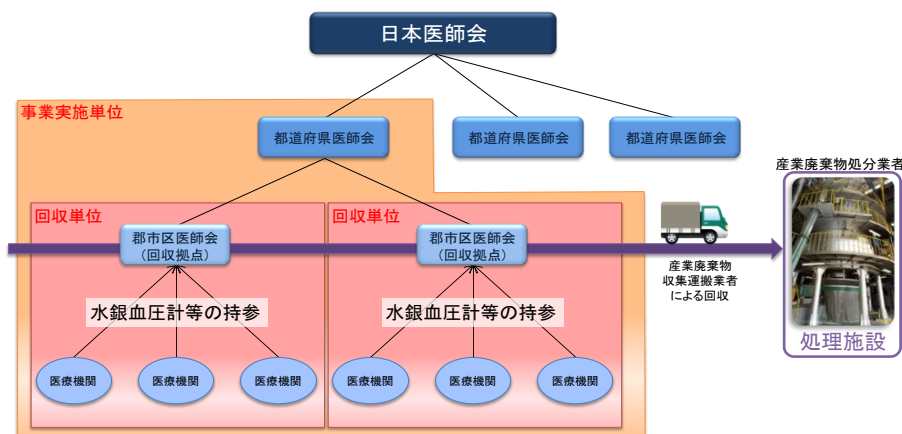 日本医師会
事業実施単位
都道府県医師会
都道府県医師会
都道府県医師会
産業廃棄物処分業者
回収単位
回収単位
郡市区医師会
(回収拠点)
郡市区医師会
(回収拠点)
産業廃棄物
収集運搬業者
による回収
水銀血圧計等の持参
水銀血圧計等の持参
処理施設
医療機関
医療機関
医療機関
医療機関
医療機関
医療機関